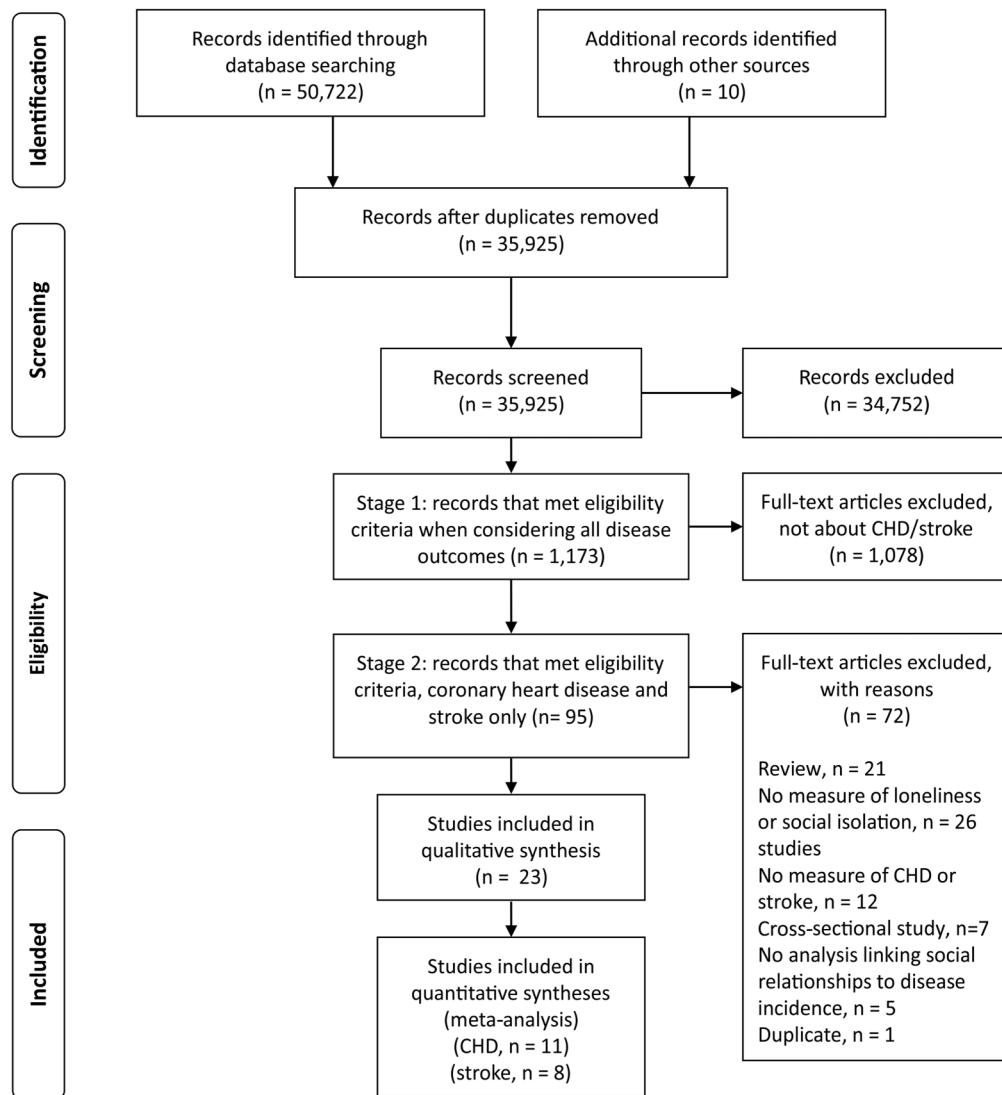 Identification
Records identified through
database searching
(n = 50,722)
Additional records identified
through other sources
(n = 10)
Records after duplicates removed
(n = 35,925)
Screening
Records screened
(n = 35,925)
Records excluded
(n = 34,752)
Eligibility
Stage 1: records that met eligibility
criteria when considering all disease
outcomes (n = 1,173)
Full-text articles excluded,
not about CHD/stroke
(n = 1,078)
Stage 2: records that met eligibility
criteria, coronary heart disease and
stroke only (n= 95)
Full-text articles excluded,
with reasons
(n = 72)
Review, n = 21
No measure of loneliness
or social isolation, n = 26
studies
No measure of CHD or
stroke, n = 12
Cross-sectional study, n=7
No analysis linking social
relationships to disease
incidence, n = 5
Duplicate, n = 1
Included
Studies included in
qualitative synthesis
(n =  23)
Studies included in
quantitative syntheses
(meta-analysis)
(CHD, n = 11)
(stroke, n = 8)